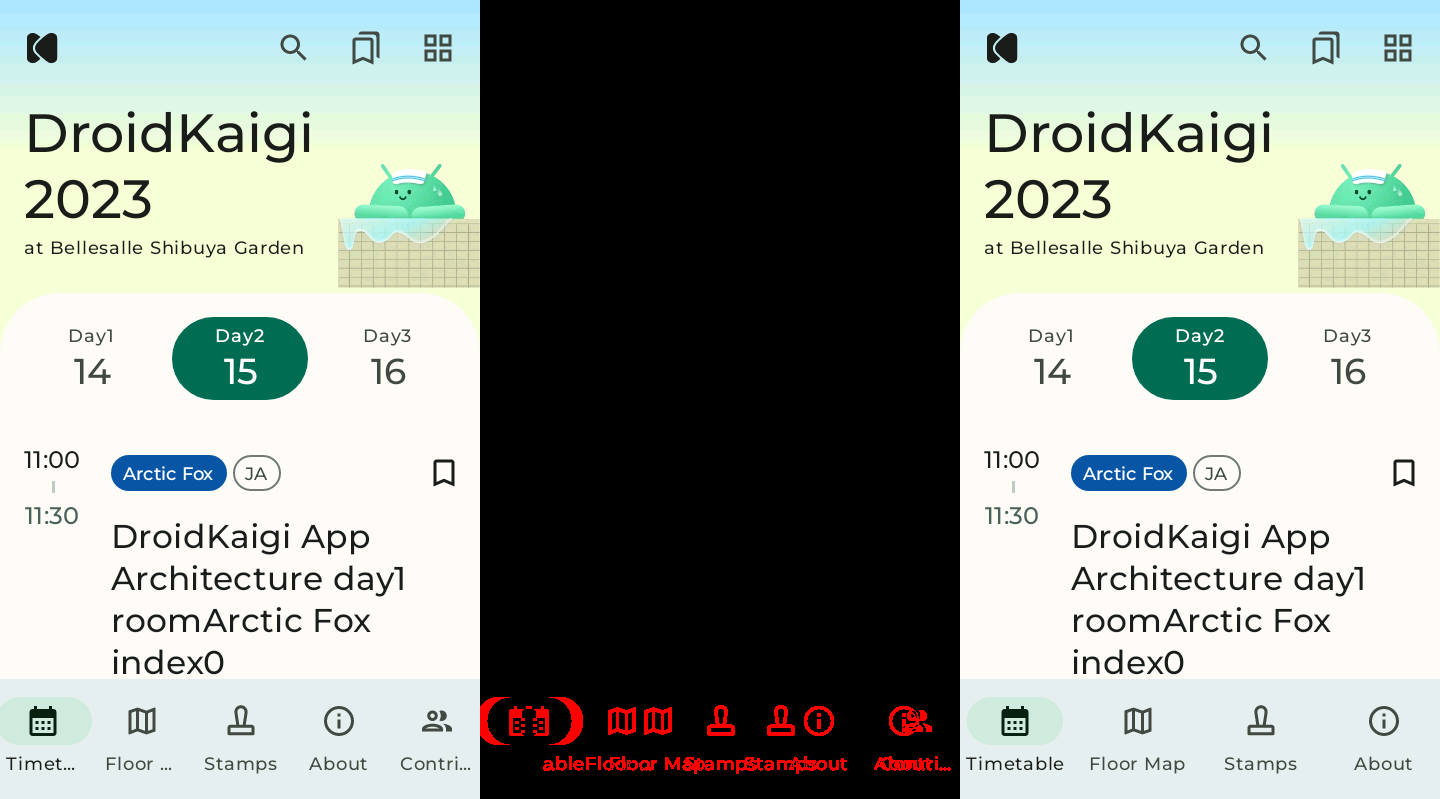 DroidKaigi
2023
at Bellesalle Shibuya Garden
Day1 Day2 Day3
14 15 16
11:00
Arctic Fox JA
11:30
DroidKaigi App
Architecture day1
roomArctic Fox
index0
Timet... Floor ... Stamps About Contri...
DroidKaigi
2023
at Bellesalle Shibuya Garden
Day1 Day2 Day3
14 15 16
11:00
Arctic Fox JA
11:30
DroidKaigi App
Architecture day1
roomArctic Fox
index0
Timetable Floor Map Stamps About